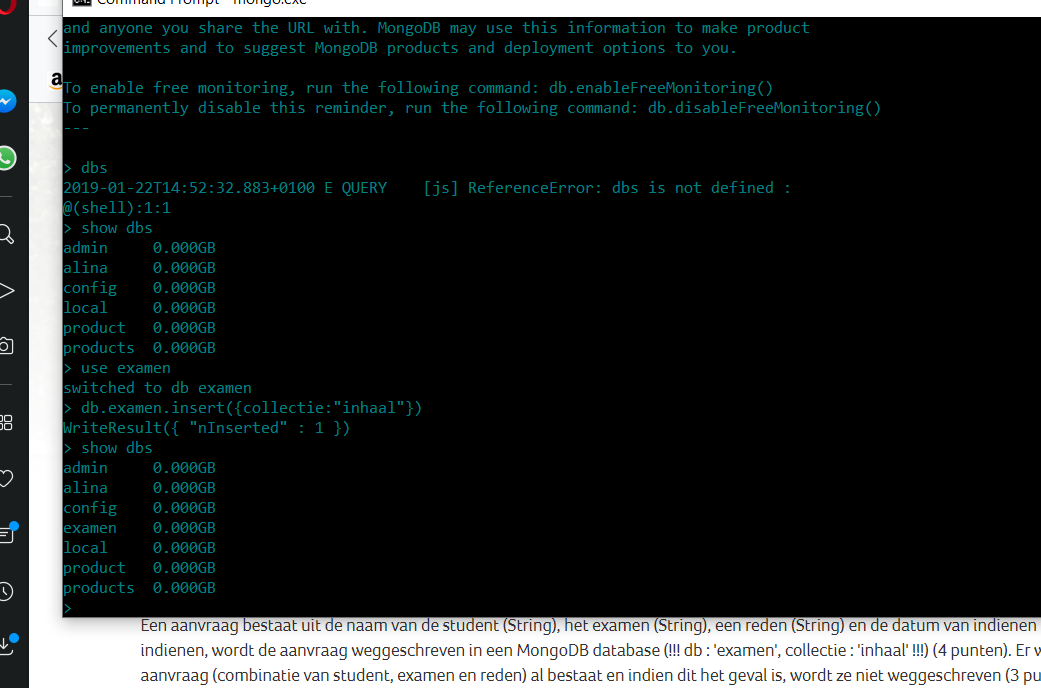 Command Prompt - mongo.exe
and anyone you share the URL with. MongoDB may use this information to make product
improvements and to suggest MongoDB products and deployment options to you.
To enable free monitoring, run the following command: db.enableFreeMonitoring()
To permanently disable this reminder, run the following command: db.disableFreeMonitoring()
---
> dbs
2019-01-22T14:52:32.883+0100 E QUERY    [js] ReferenceError: dbs is not defined :
@(shell):1:1
> show dbs
admin     0.000GB
alina     0.000GB
config    0.000GB
local     0.000GB
product   0.000GB
products  0.000GB
> use examen
switched to db examen
> db.examen.insert({collectie:"inhaal"})
WriteResult({ "nInserted" : 1 })
> show dbs
admin     0.000GB
alina     0.000GB
config    0.000GB
examen    0.000GB
local     0.000GB
product   0.000GB
products  0.000GB
>
Een aanvraag bestaat uit de naam van de student (String), het examen (String), een reden (String) en de datum van indienen
indienen, wordt de aanvraag weggeschreven in een MongoDB database (!!! db : 'examen', collectie : 'inhaal' !!!) (4 punten). Er
aanvraag (combinatie van student, examen en reden) al bestaat en indien dit het geval is, wordt ze niet weggeschreven (3